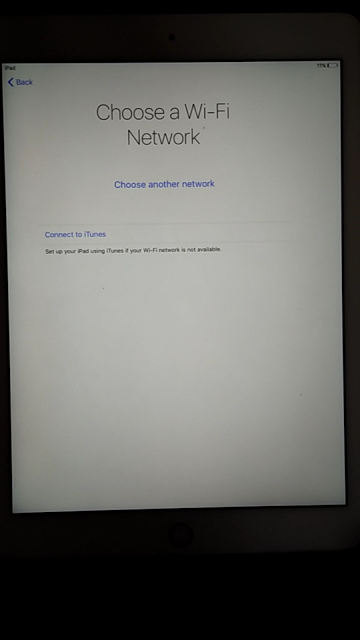 iPad
17%
Back
Choose a Wi-Fi
Network
Choose another network
Connect to iTunes
Set up your iPad using iTunes if your Wi-Fi network is not available.